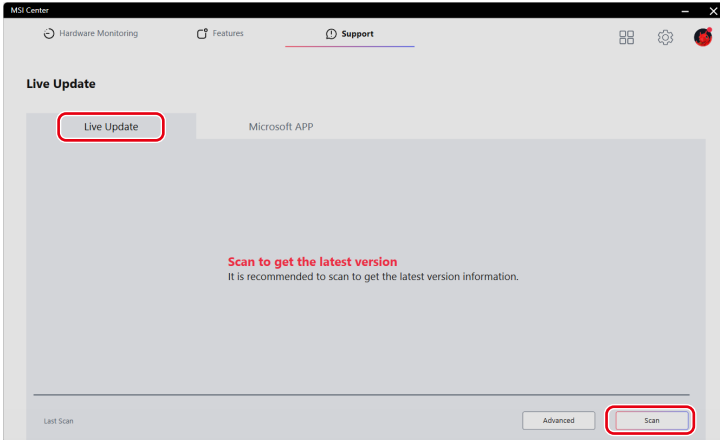 MSI Center
Hardware Monitoring
Features
Support
Live Update
Live Update
Microsoft APP
Scan to get the latest version
It is recommended to scan to get the latest version information.
Last Scan
Advanced
Scan